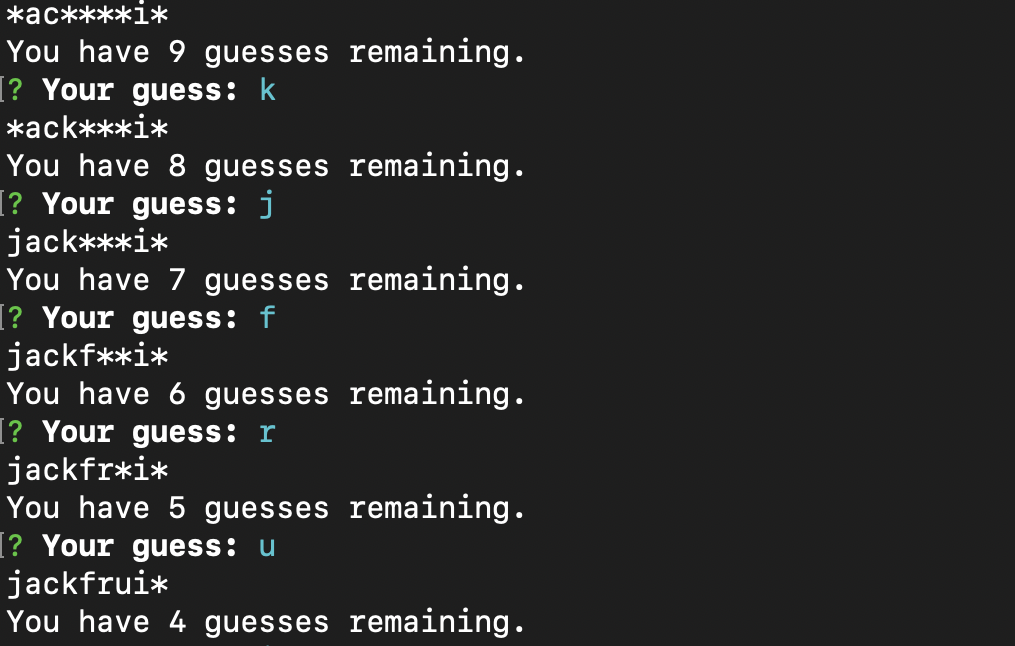 *ac****i*
You have 9 guesses remaining.
[? Your guess: k
*ack***i*
You have 8 guesses remaining.
[? Your guess: j
jack***i*
You have 7 guesses remaining.
[? Your guess: f
jackf**i*
You have 6 guesses remaining.
[? Your guess: r
jackfr*i*
You have 5 guesses remaining.
[? Your guess: u
jackfrui*
You have 4 guesses remaining.